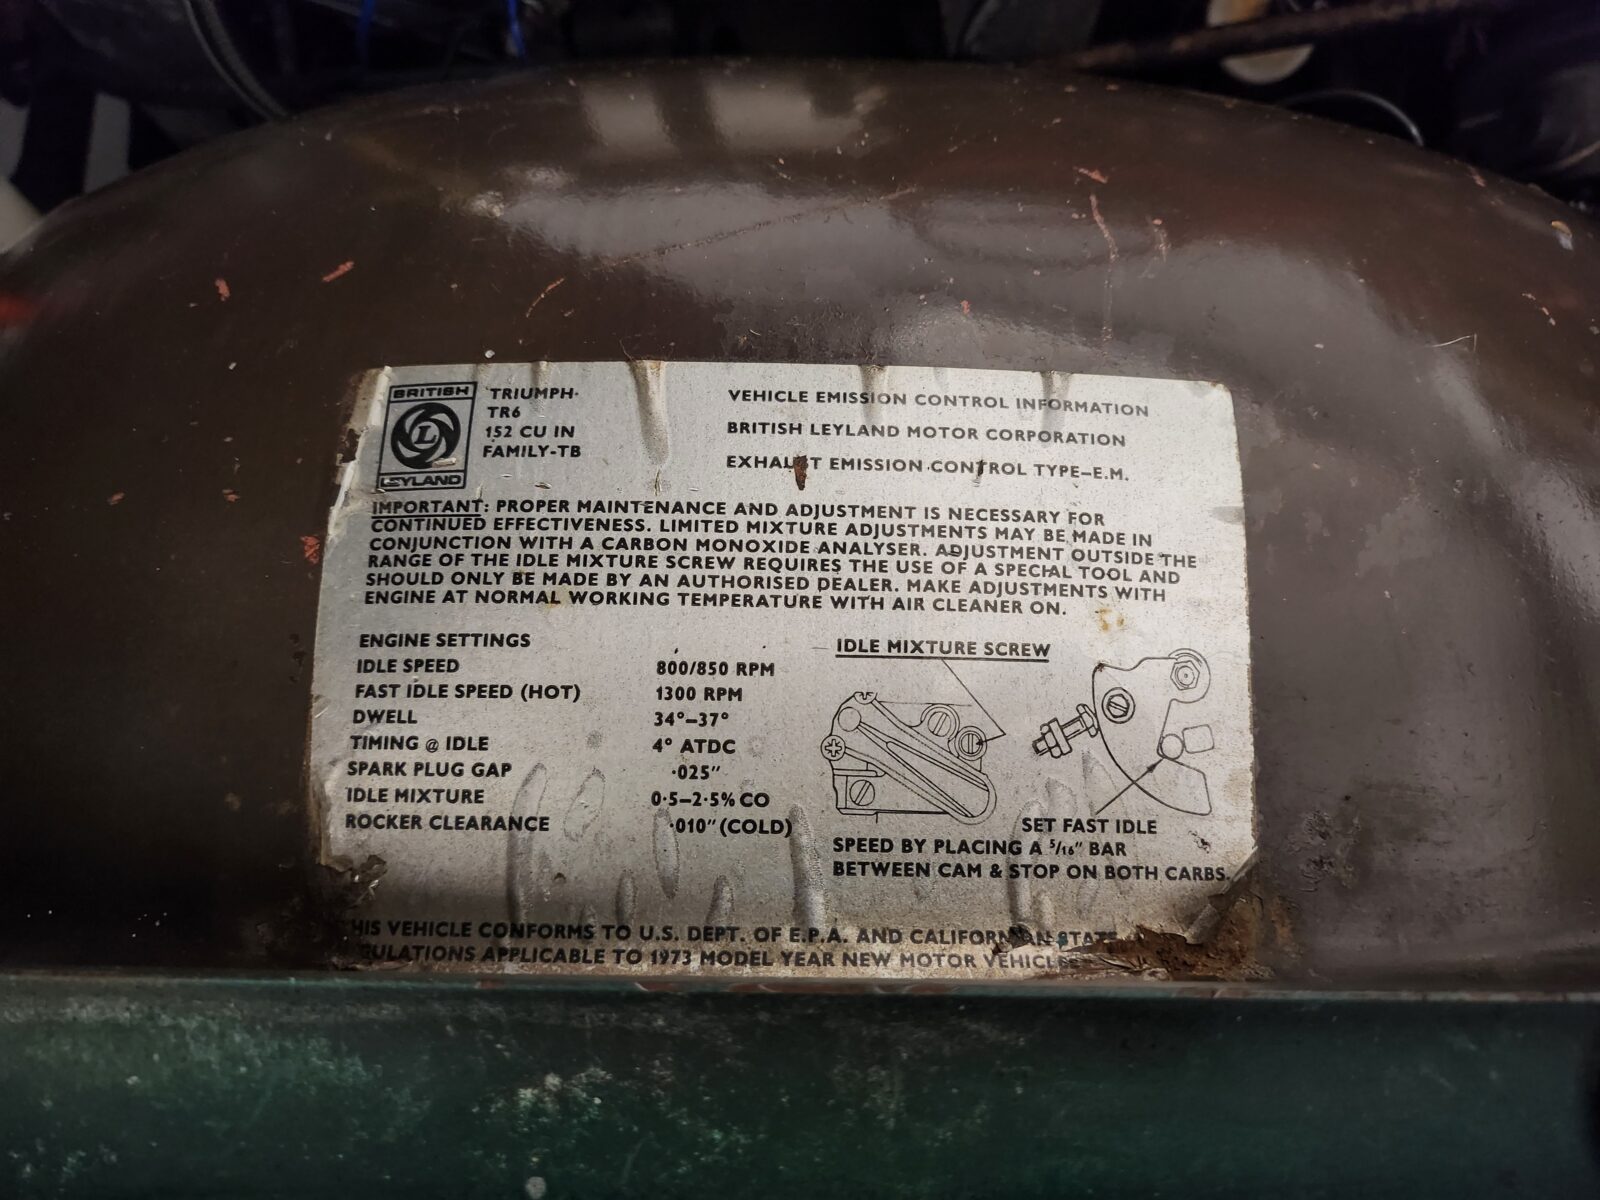 BRITISH
L
LEYLAND
TRIUMPH
TR6
152 CU IN
FAMILY-TB
VEHICLE EMISSION CONTROL INFORMATION
BRITISH LEYLAND MOTOR CORPORATION
EXHAUST EMISSION CONTROL TYPE-E.M.
IMPORTANT: PROPER MAINTENANCE AND ADJUSTMENT IS NECESSARY FOR
CONTINUED EFFECTIVENESS. LIMITED MIXTURE ADJUSTMENTS MAY BE MADE IN
CONJUNCTION WITH A CARBON MONOXIDE ANALYSER. ADJUSTMENT OUTSIDE THE
RANGE OF THE IDLE MIXTURE SCREW REQUIRES THE USE OF A SPECIAL TOOL AND
SHOULD ONLY BE MADE BY AN AUTHORISED DEALER. MAKE ADJUSTMENTS WITH
ENGINE AT NORMAL WORKING TEMPERATURE WITH AIR CLEANER ON.
ENGINE SETTINGS
IDLE SPEED 800/850 RPM
FAST IDLE SPEED (HOT) 1300 RPM
DWELL 34°-37°
TIMING @ IDLE 4° ATDC
SPARK PLUG GAP ·025"
IDLE MIXTURE 0·5-2·5% CO
ROCKER CLEARANCE ·010" (COLD)
IDLE MIXTURE SCREW
SET FAST IDLE
SPEED BY PLACING A 5/16" BAR
BETWEEN CAM & STOP ON BOTH CARBS.
HIS VEHICLE CONFORMS TO U.S. DEPT. OF E.P.A. AND CALIFORNIAN STATE
GULATIONS APPLICABLE TO 1973 MODEL YEAR NEW MOTOR VEHICLES